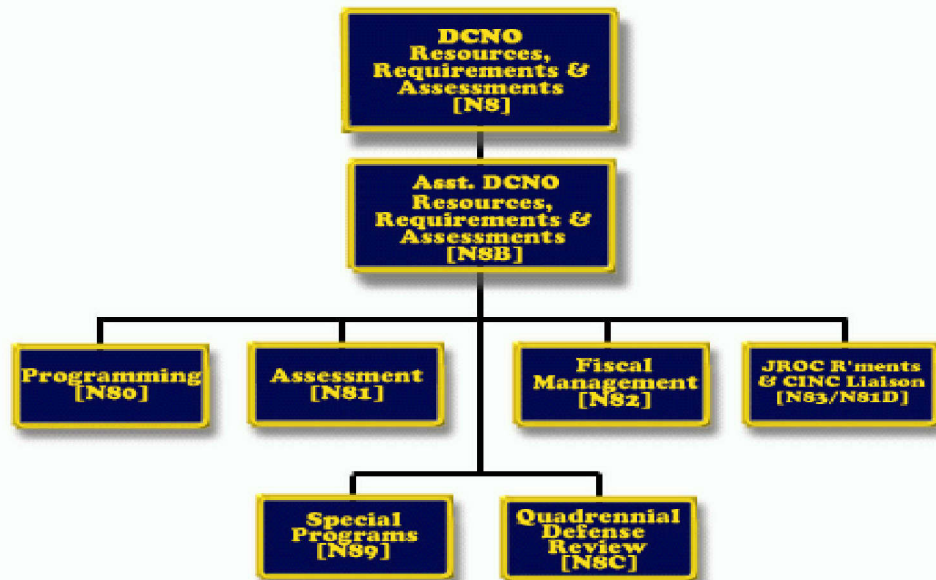 DCNO
Resources,
Requirements &
Assessments
[N8]
Asst. DCNO
Resources,
Requirements &
Assessments
[N8B]
Programming
[N80]
Assessment
[N81]
Fiscal
Management
[N82]
JROC R'ments
& CINC Liaison
[N83/N81D]
Special
Programs
[N89]
Quadrennial
Defense
Review
[N8C]